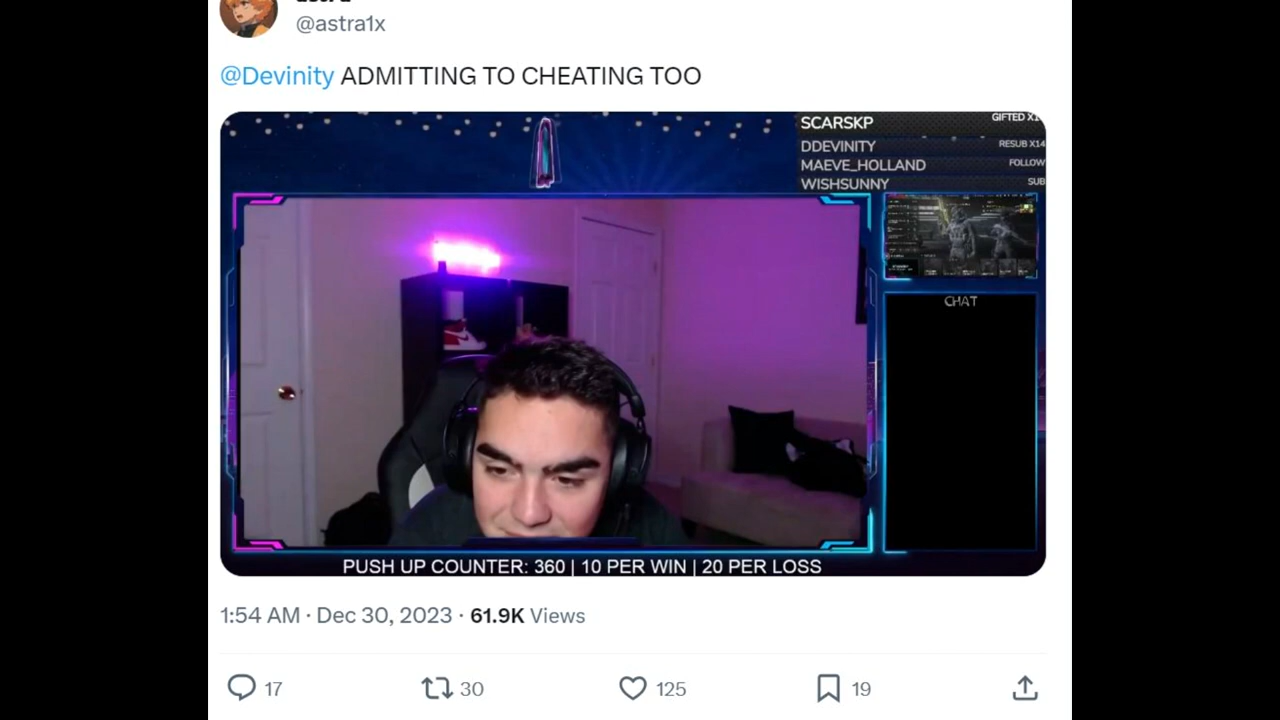 @astra1x
@Devinity ADMITTING TO CHEATING TOO
SCARSKP GIFTED X1
DDEVINITY RESUB X14
MAEVE_HOLLAND FOLLOW
WISHSUNNY SUB
CHAT
PUSH UP COUNTER: 360 | 10 PER WIN | 20 PER LOSS
1:54 AM · Dec 30, 2023 · 61.9K Views
17 30 125 19